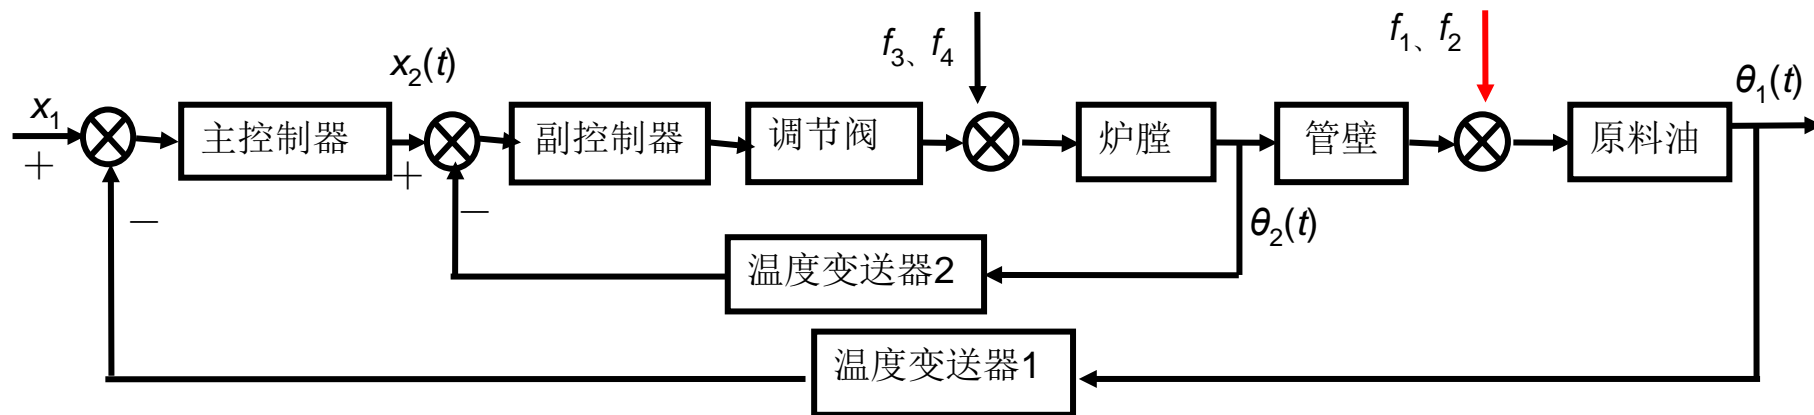 f₃、f₄
f₁、f₂
x₂(t)
θ₁(t)
x₁
主控制器
副控制器
调节阀
炉膛
管壁
原料油
+
+
—
—
θ₂(t)
温度变送器2
温度变送器1